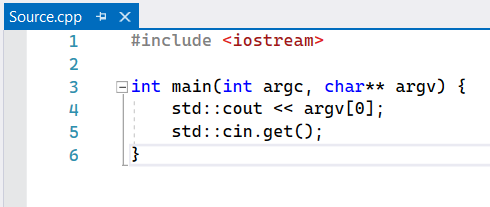 Source.cpp
1 #include <iostream>
2
3 int main(int argc, char** argv) {
4 std::cout << argv[0];
5 std::cin.get();
6 }